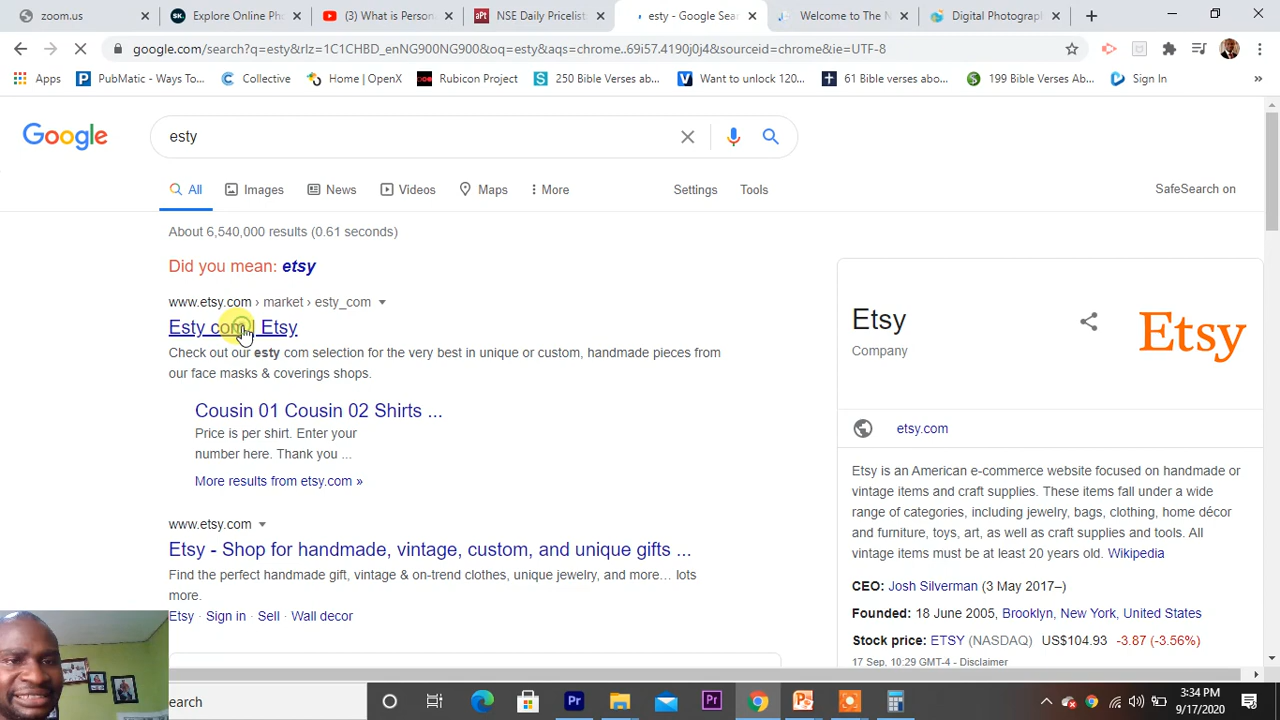 zoom.us
Explore Online Ph
(3) What is Person
NSE Daily Pricelist
esty - Google Sear
Welcome to The N
Digital Photograph
google.com/search?q=esty&rlz=1C1CHBD_enNG900NG900&oq=esty&aqs=chrome..69i57.4190j0j4&sourceid=chrome&ie=UTF-8
Apps
PubMatic - Ways To...
Collective
Home | OpenX
Rubicon Project
250 Bible Verses ab...
Want to unlock 120...
61 Bible verses abo...
199 Bible Verses Ab...
Sign In
»
Google
esty
All
Images
News
Videos
Maps
More
Settings
Tools
SafeSearch on
About 6,540,000 results (0.61 seconds)
Did you mean: etsy
www.etsy.com › market › esty_com
Esty com | Etsy
Check out our esty com selection for the very best in unique or custom, handmade pieces from
our face masks & coverings shops.
Cousin 01 Cousin 02 Shirts ...
Price is per shirt. Enter your
number here. Thank you ...
More results from etsy.com »
www.etsy.com
Etsy - Shop for handmade, vintage, custom, and unique gifts ...
Find the perfect handmade gift, vintage & on-trend clothes, unique jewelry, and more… lots
more.
Etsy · Sign in · Sell · Wall decor
Etsy
Company
Etsy
etsy.com
Etsy is an American e-commerce website focused on handmade or
vintage items and craft supplies. These items fall under a wide
range of categories, including jewelry, bags, clothing, home décor
and furniture, toys, art, as well as craft supplies and tools. All
vintage items must be at least 20 years old. Wikipedia
CEO: Josh Silverman (3 May 2017–)
Founded: 18 June 2005, Brooklyn, New York, United States
Stock price: ETSY (NASDAQ) US$104.93 -3.87 (-3.56%)
17 Sep, 10:29 GMT-4 - Disclaimer
earch
Pr
Pr
3:34 PM
9/17/2020